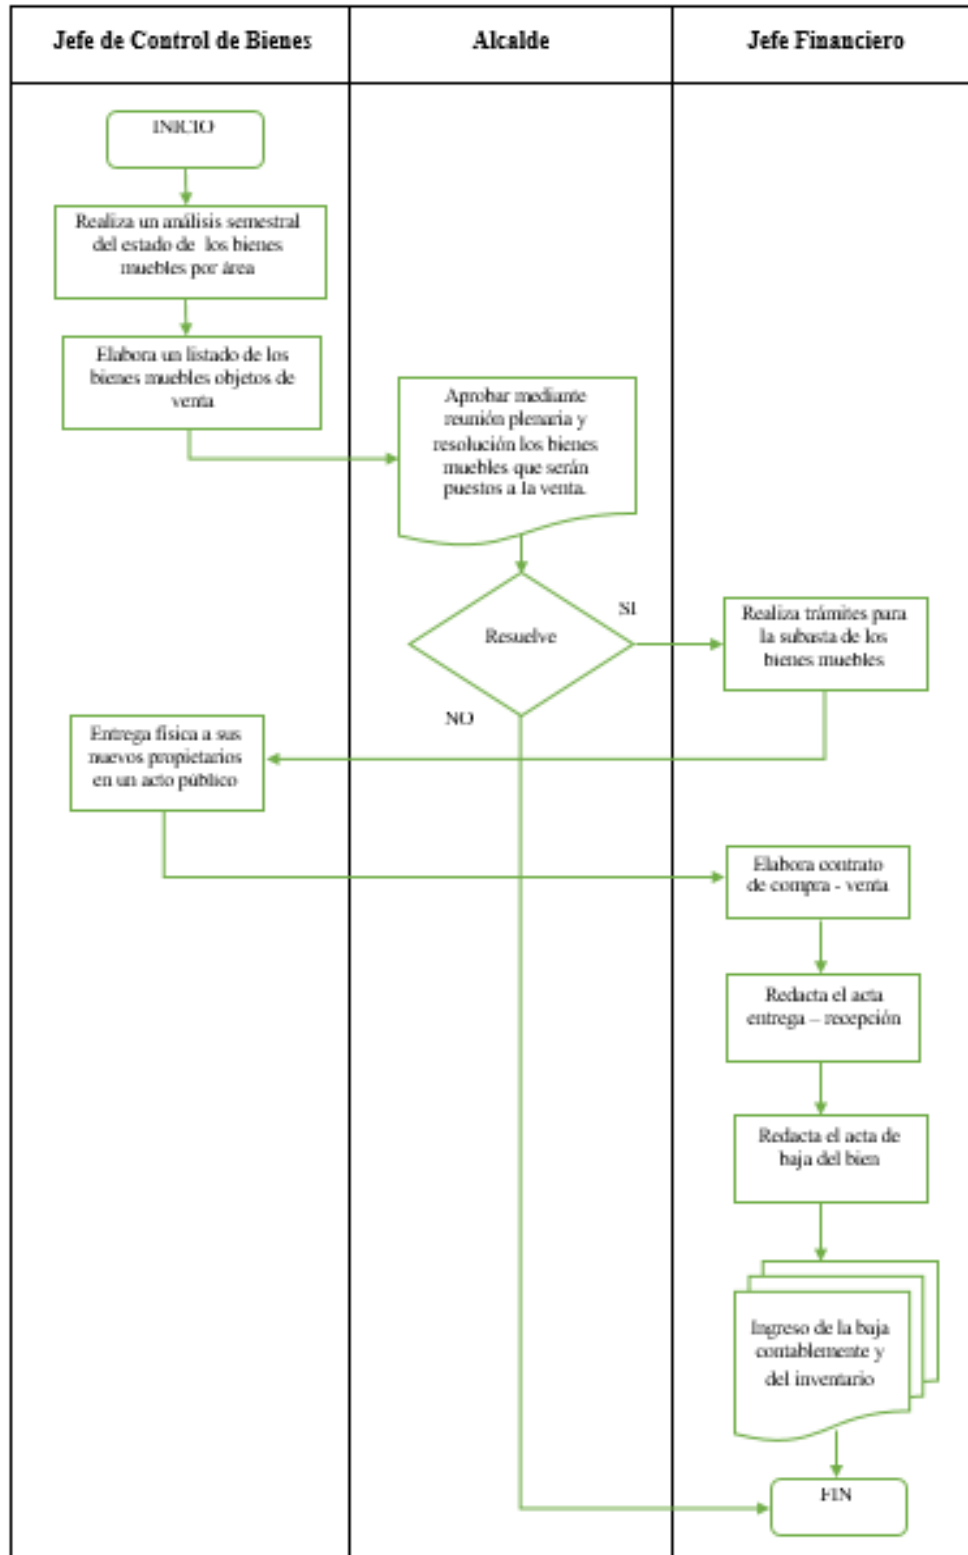 Jefe de Control de Bienes
Alcalde
Jefe Financiero
INICIO
Realiza un análisis semestral
del estado de los bienes
muebles por área
Elabora un listado de los
bienes muebles objetos de
venta
Aprobar mediante
reunión plenaria y
resolución los bienes
muebles que serán
puestos a la venta.
Resuelve
SI
Realiza trámites para
la subasta de los
bienes muebles
NO
Entrega física a sus
nuevos propietarios
en un acto público
Elabora contrato
de compra - venta
Redacta el acta
entrega – recepción
Redacta el acta de
baja del bien
Ingreso de la baja
contablemente y
del inventario
FIN